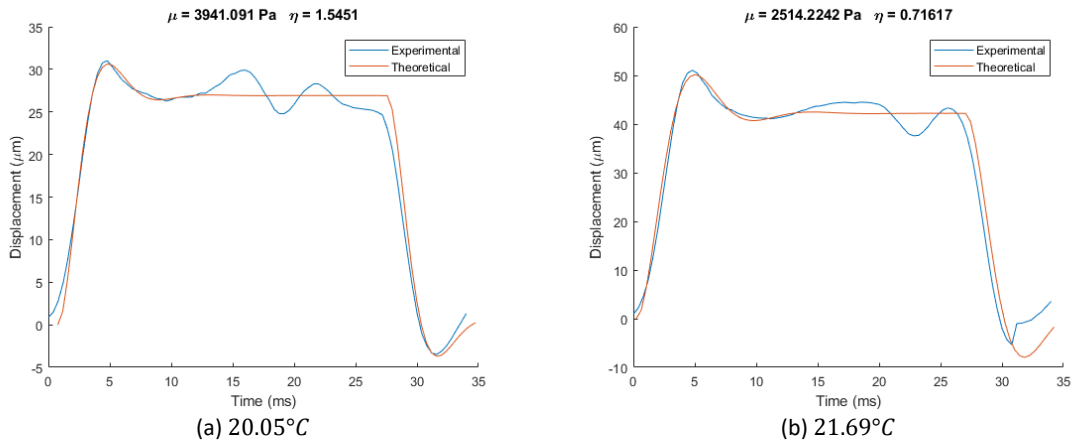 μ = 3941.091 Pa η = 1.5451
35
30
25
20
15
10
5
0
-5
Displacement (μm)
0 5 10 15 20 25 30 35
Time (ms)
Experimental
Theoretical
(a) 20.05°C
μ = 2514.2242 Pa η = 0.71617
60
50
40
30
20
10
0
-10
Displacement (μm)
0 5 10 15 20 25 30 35
Time (ms)
Experimental
Theoretical
(b) 21.69°C